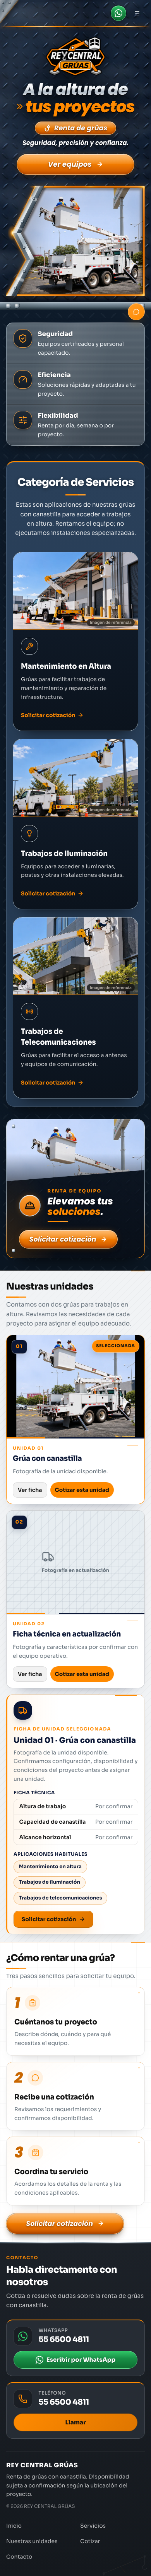 REY CENTRAL
GRÚAS
A la altura de
tus proyectos
Renta de grúas
Seguridad, precisión y confianza.
Ver equipos →
Seguridad
Equipos certificados y personal
capacitado.
Eficiencia
Soluciones rápidas y adaptadas a tu
proyecto.
Flexibilidad
Renta por día, semana o por
proyecto.
Categoría de Servicios
Estas son aplicaciones de nuestras grúas
con canastilla para acceso y trabajos
en altura. Rentamos el equipo; no
ejecutamos instalaciones especializadas.
Imagen de referencia
Mantenimiento en Altura
Grúas para facilitar trabajos de
mantenimiento y reparación de
infraestructura.
Solicitar cotización →
Imagen de referencia
Trabajos de Iluminación
Equipos para acceder a luminarias,
postes y otras instalaciones elevadas.
Solicitar cotización →
Imagen de referencia
Trabajos de
Telecomunicaciones
Grúas para facilitar el acceso a antenas
y equipos de comunicación.
Solicitar cotización →
RENTA DE EQUIPO
Elevamos tus
soluciones.
Solicitar cotización →
Nuestras unidades
Contamos con dos grúas para trabajos en
altura. Revisamos las necesidades de cada
proyecto para asignar el equipo adecuado.
01
SELECCIONADA
UNIDAD 01
Grúa con canastilla
Fotografía de la unidad disponible.
Ver ficha
Cotizar esta unidad
02
Fotografía en actualización
UNIDAD 02
Ficha técnica en actualización
Fotografía y características por confirmar con
el equipo comercial.
Ver ficha
Cotizar esta unidad
FICHA DE UNIDAD SELECCIONADA
Unidad 01 · Grúa con canastilla
Fotografía de la unidad disponible.
Confirmamos configuración, disponibilidad y
condiciones del proyecto antes de asignar
una unidad.
FICHA TÉCNICA
Altura de trabajo Por confirmar
Capacidad de canastilla Por confirmar
Alcance horizontal Por confirmar
APLICACIONES HABITUALES
Mantenimiento en altura
Trabajos de iluminación
Trabajos de telecomunicaciones
Solicitar cotización →
¿Cómo rentar una grúa?
Tres pasos sencillos para solicitar tu equipo.
1
Cuéntanos tu proyecto
Describe dónde, cuándo y para qué
necesitas el equipo.
2
Recibe una cotización
Revisamos los requerimientos y
confirmamos disponibilidad.
3
Coordina tu servicio
Acordamos los detalles de la renta y las
condiciones aplicables.
Solicitar cotización →
CONTACTO
Habla directamente con
nosotros
Cotiza o resuelve dudas sobre la renta de grúas
con canastilla.
WHATSAPP
55 6500 4811
Escribir por WhatsApp
TELÉFONO
55 6500 4811
Llamar
REY CENTRAL GRÚAS
Renta de grúas con canastilla. Disponibilidad
sujeta a confirmación según la ubicación del
proyecto.
© 2026 REY CENTRAL GRÚAS
Inicio Servicios
Nuestras unidades Cotizar
Contacto